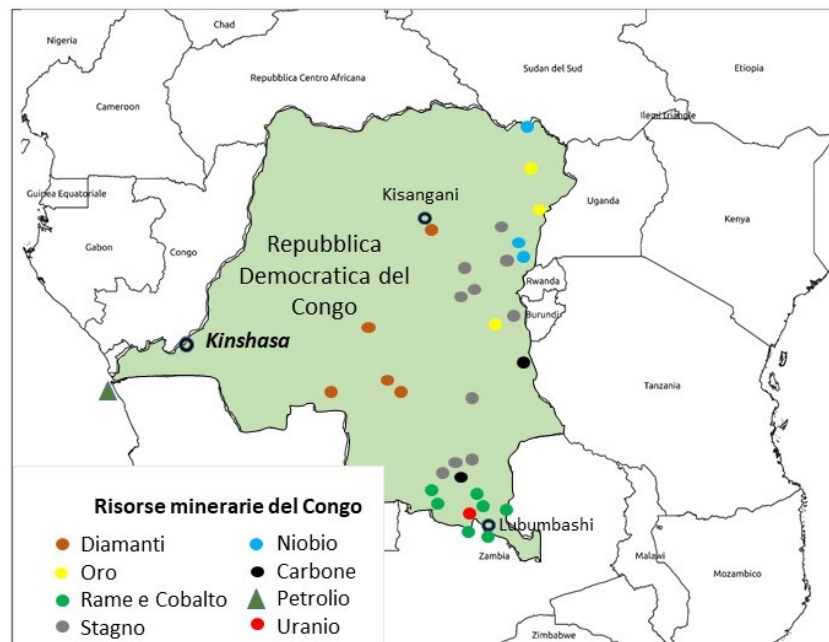 Chad
Nigeria
Repubblica Centro Africana
Sudan del Sud
Etiopia
Cameroon
Ilemi triangle
Guinea Equatoriale
Gabon
Congo
Kisangani
Uganda
Kenya
Repubblica
Democratica del
Congo
Rwanda
Burundi
Kinshasa
Tanzania
Lubumbashi
Zambia
Malawi
Mozambico
Zimbabwe
Risorse minerarie del Congo
Diamanti
Niobio
Oro
Carbone
Rame e Cobalto
Petrolio
Stagno
Uranio